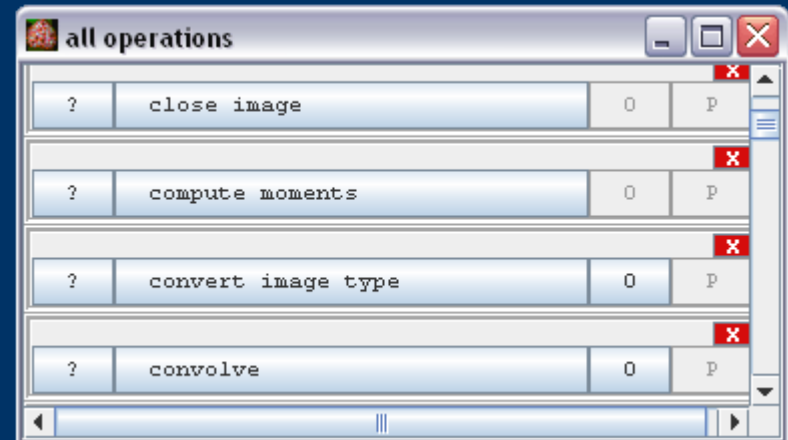 all operations
X
? close image O P
X
? compute moments O P
X
? convert image type O P
X
? convolve O P